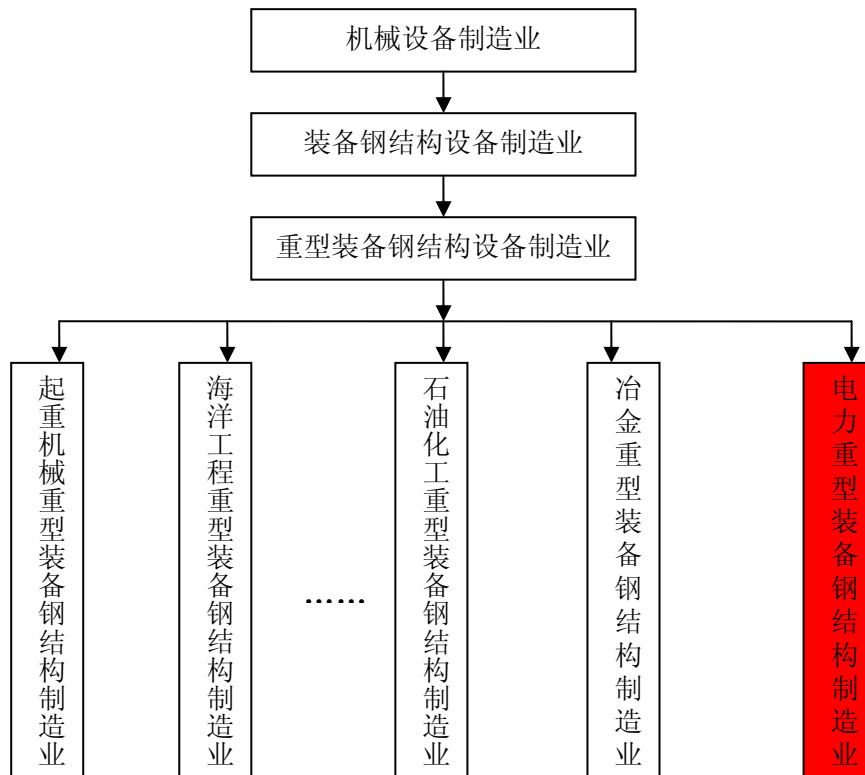 机械设备制造业
装备钢结构设备制造业
重型装备钢结构设备制造业
起重机械重型装备钢结构制造业
海洋工程重型装备钢结构制造业
……
石油化工重型装备钢结构制造业
冶金重型装备钢结构制造业
电力重型装备钢结构制造业